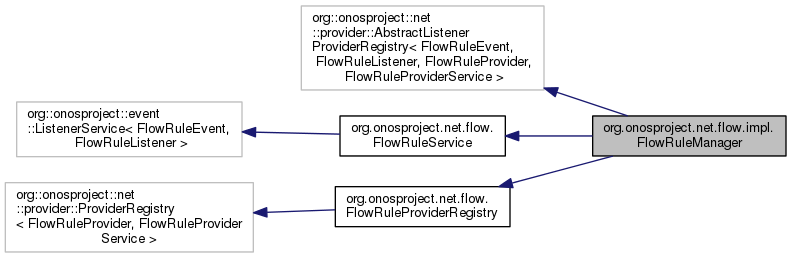 org::onosproject::net
::provider::AbstractListener
ProviderRegistry< FlowRuleEvent,
FlowRuleListener, FlowRuleProvider,
FlowRuleProviderService >
org::onosproject::event
::ListenerService< FlowRuleEvent,
FlowRuleListener >
org.onosproject.net.flow.
FlowRuleService
org.onosproject.net.flow.impl.
FlowRuleManager
org::onosproject::net
::provider::ProviderRegistry
< FlowRuleProvider, FlowRuleProvider
Service >
org.onosproject.net.flow.
FlowRuleProviderRegistry